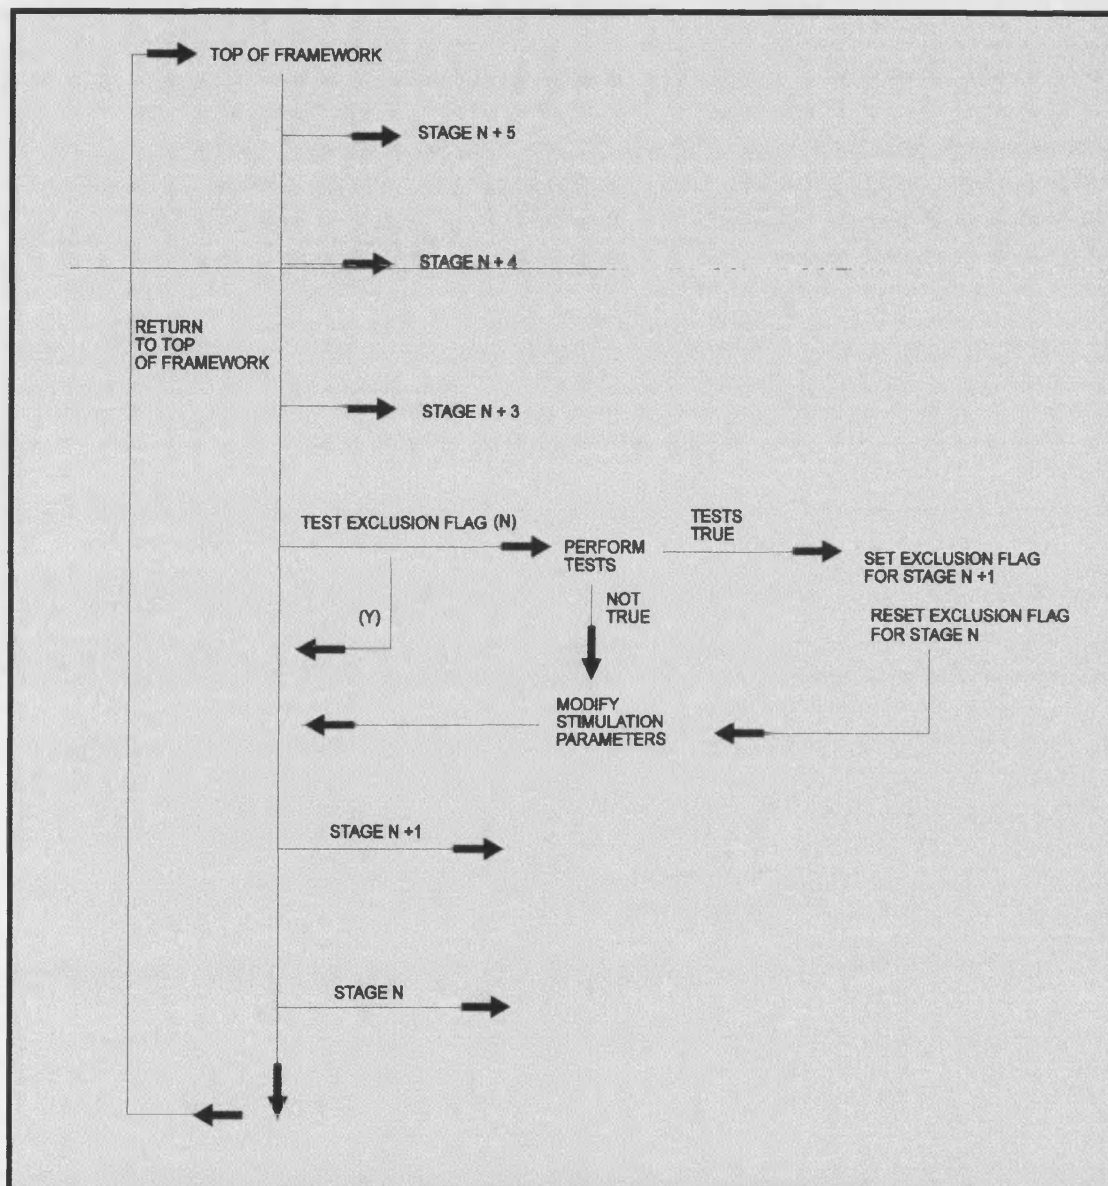 TOP OF FRAMEWORK
STAGE N + 5
STAGE N + 4
RETURN
TO TOP
OF FRAMEWORK
STAGE N + 3
TEST EXCLUSION FLAG (N)
PERFORM
TESTS
TESTS
TRUE
SET EXCLUSION FLAG
FOR STAGE N +1
(Y)
NOT
TRUE
RESET EXCLUSION FLAG
FOR STAGE N
MODIFY
STIMULATION
PARAMETERS
STAGE N +1
STAGE N